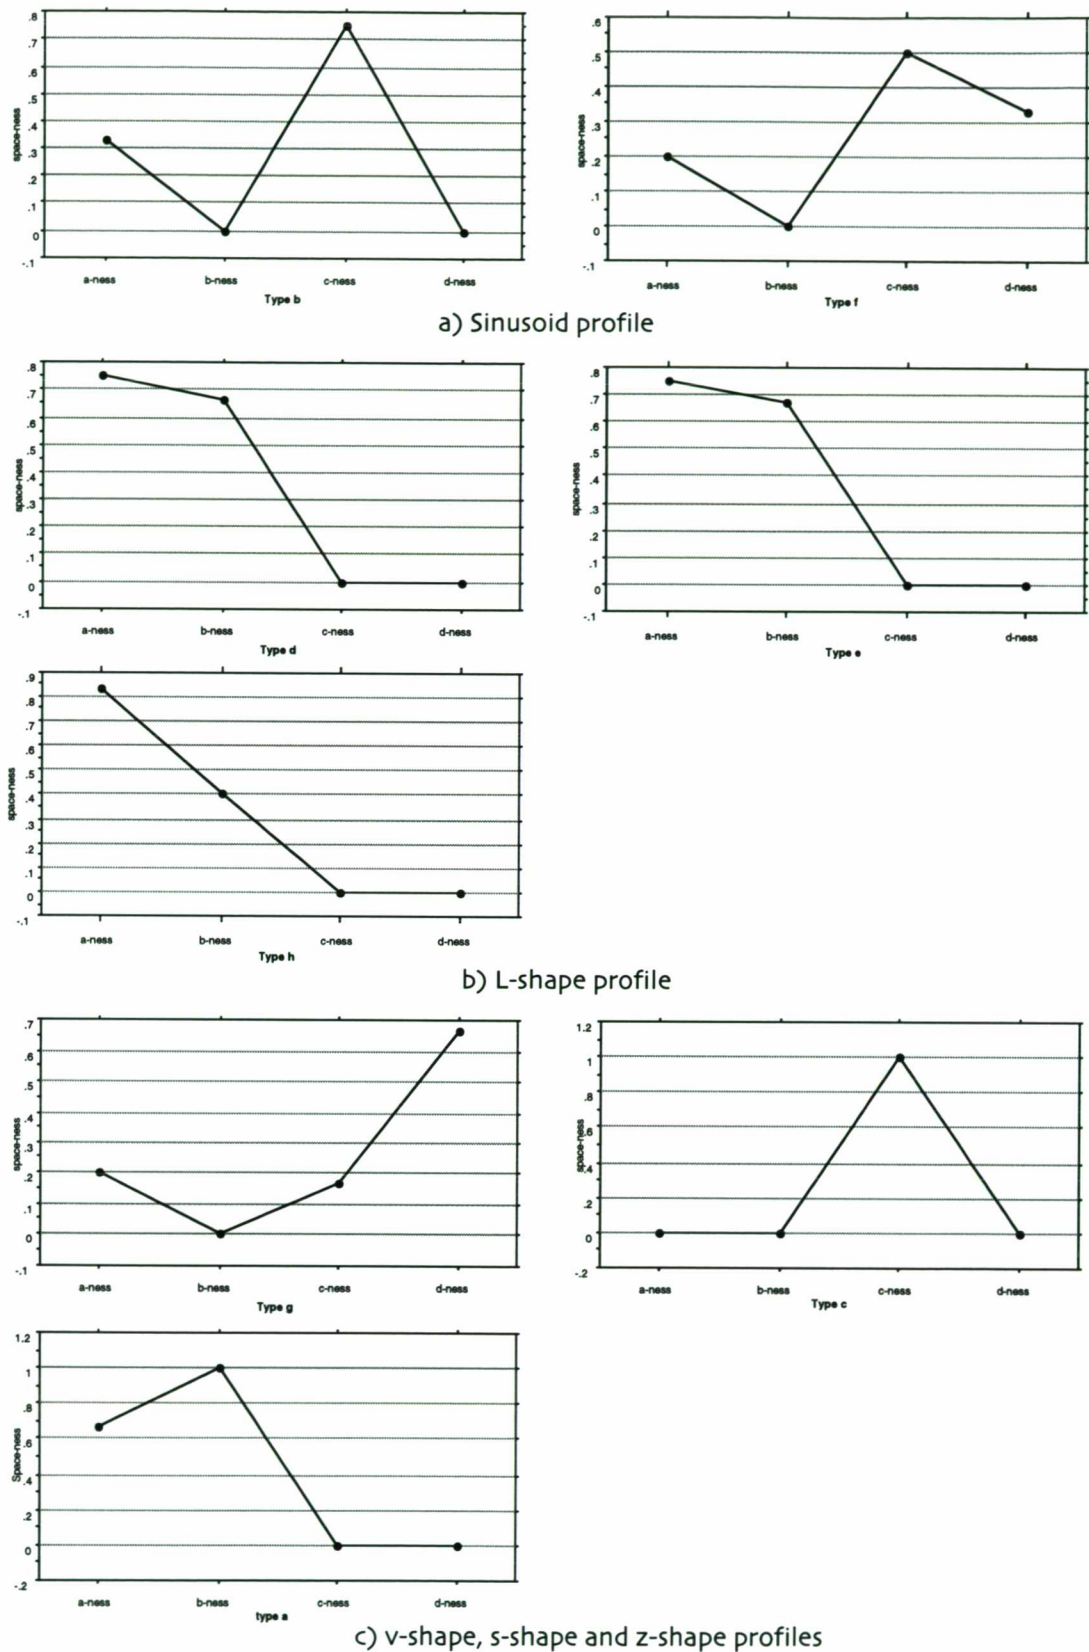 .8
.7
.6
.5
.4
.3
.2
.1
0
-.1
space-ness
a-ness b-ness c-ness d-ness
Type b
.6
.5
.4
.3
.2
.1
0
-.1
space-ness
a-ness b-ness c-ness d-ness
Type f
a) Sinusoid profile
.8
.7
.6
.5
.4
.3
.2
.1
0
-.1
space-ness
a-ness b-ness c-ness d-ness
Type d
.8
.7
.6
.5
.4
.3
.2
.1
0
-.1
space-ness
a-ness b-ness c-ness d-ness
Type e
.9
.8
.7
.6
.5
.4
.3
.2
.1
0
-.1
space-ness
a-ness b-ness c-ness d-ness
Type h
b) L-shape profile
.7
.6
.5
.4
.3
.2
.1
0
-.1
space-ness
a-ness b-ness c-ness d-ness
Type g
1.2
1
.8
.6
.4
.2
0
-.2
space-ness
a-ness b-ness c-ness d-ness
Type c
1.2
1
.8
.6
.4
.2
0
-.2
Space-ness
a-ness b-ness c-ness d-ness
type a
c) v-shape, s-shape and z-shape profiles